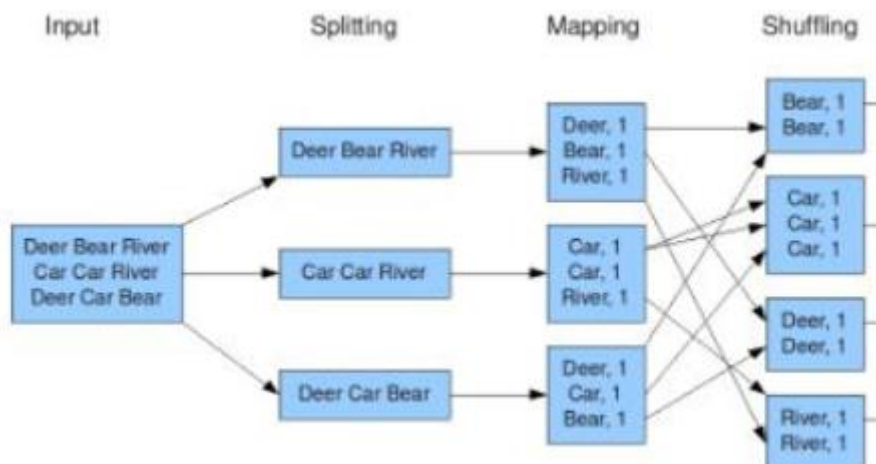 Input
Splitting
Mapping
Shuffling
Deer Bear River
Car Car River
Deer Car Bear
Deer Bear River
Car Car River
Deer Car Bear
Deer, 1
Bear, 1
River, 1
Car, 1
Car, 1
River, 1
Deer, 1
Car, 1
Bear, 1
Bear, 1
Bear, 1
Car, 1
Car, 1
Car, 1
Deer, 1
Deer, 1
River, 1
River, 1